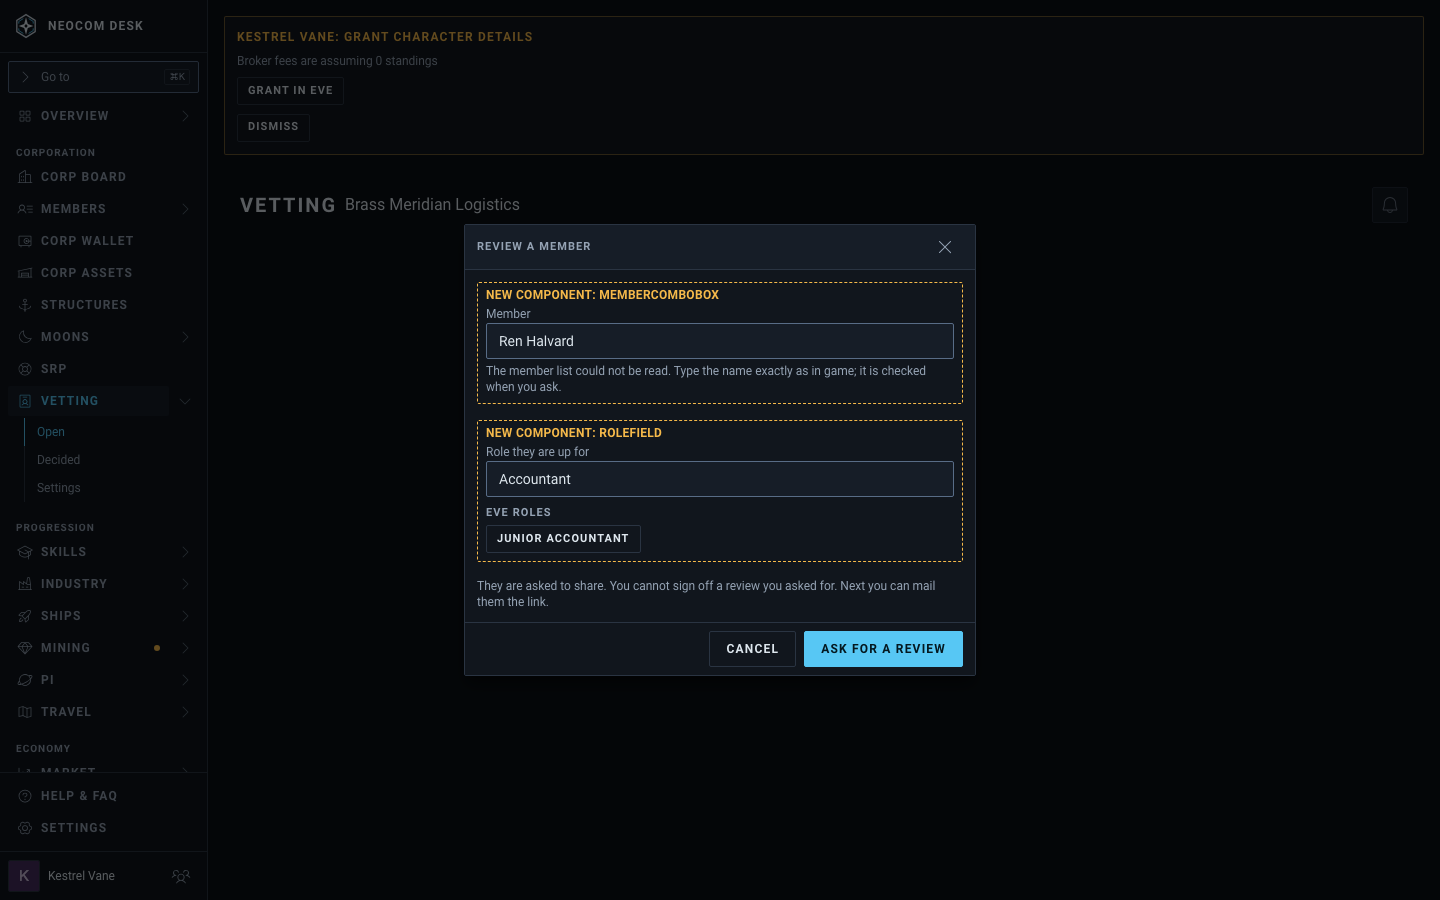 NEOCOM DESK
Go to
⌘K
OVERVIEW
CORPORATION
CORP BOARD
MEMBERS
CORP WALLET
CORP ASSETS
STRUCTURES
MOONS
SRP
VETTING
Open
Decided
Settings
PROGRESSION
SKILLS
INDUSTRY
SHIPS
MINING
PI
TRAVEL
ECONOMY
MARKET
HELP & FAQ
SETTINGS
K
Kestrel Vane
KESTREL VANE: GRANT CHARACTER DETAILS
Broker fees are assuming 0 standings
GRANT IN EVE
DISMISS
VETTING Brass Meridian Logistics
REVIEW A MEMBER
NEW COMPONENT: MEMBERCOMBOBOX
Member
Ren Halvard
The member list could not be read. Type the name exactly as in game; it is checked
when you ask.
NEW COMPONENT: ROLEFIELD
Role they are up for
Accountant
EVE ROLES
JUNIOR ACCOUNTANT
They are asked to share. You cannot sign off a review you asked for. Next you can mail
them the link.
CANCEL
ASK FOR A REVIEW